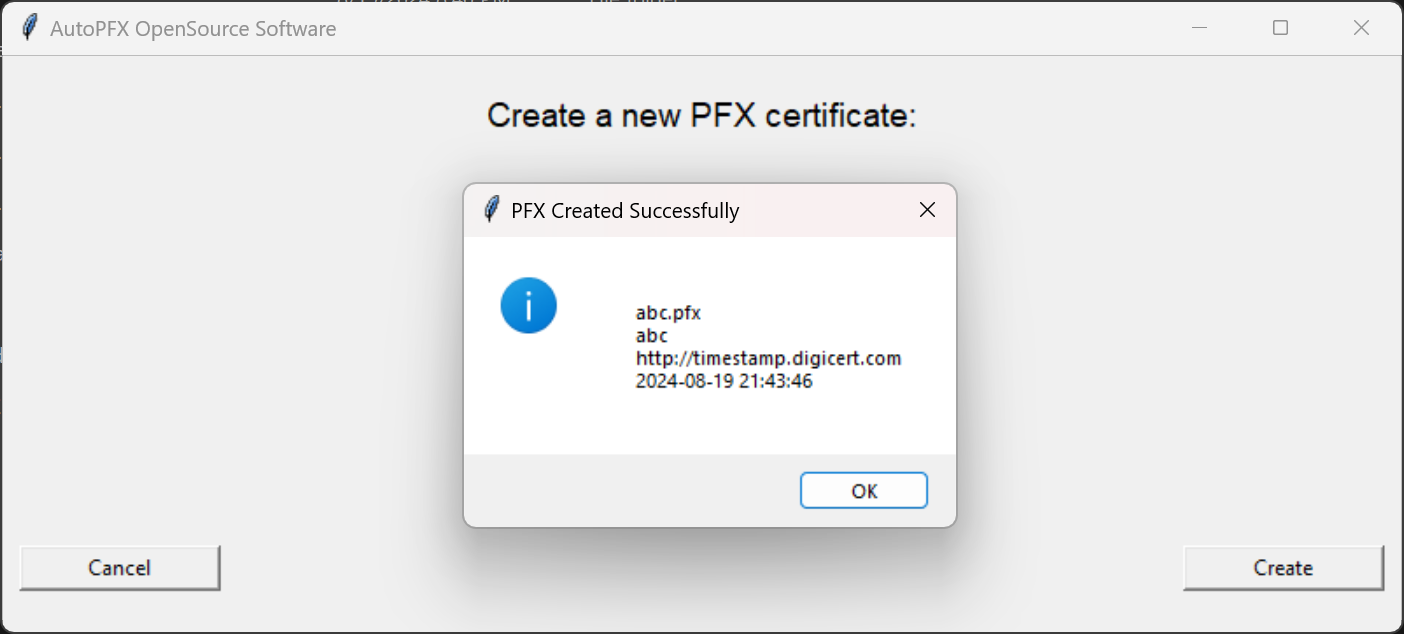 AutoPFX OpenSource Software
Create a new PFX certificate:
PFX Created Successfully
abc.pfx
abc
http://timestamp.digicert.com
2024-08-19 21:43:46
OK
Cancel
Create